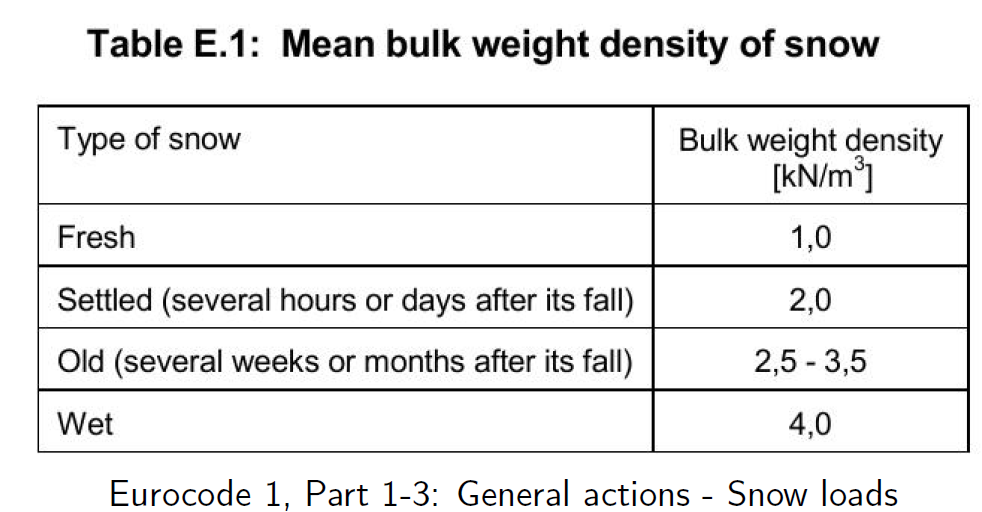 Table E.1: Mean bulk weight density of snow
Type of snow
Bulk weight density
[kN/m³]
Fresh
1,0
Settled (several hours or days after its fall)
2,0
Old (several weeks or months after its fall)
2,5 - 3,5
Wet
4,0
Eurocode 1, Part 1-3: General actions - Snow loads